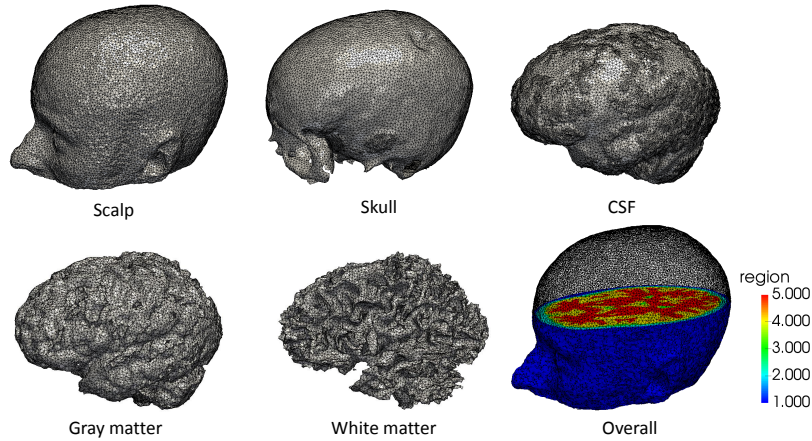 Scalp
Skull
CSF
region
5.000
4.000
3.000
2.000
1.000
Gray matter
White matter
Overall